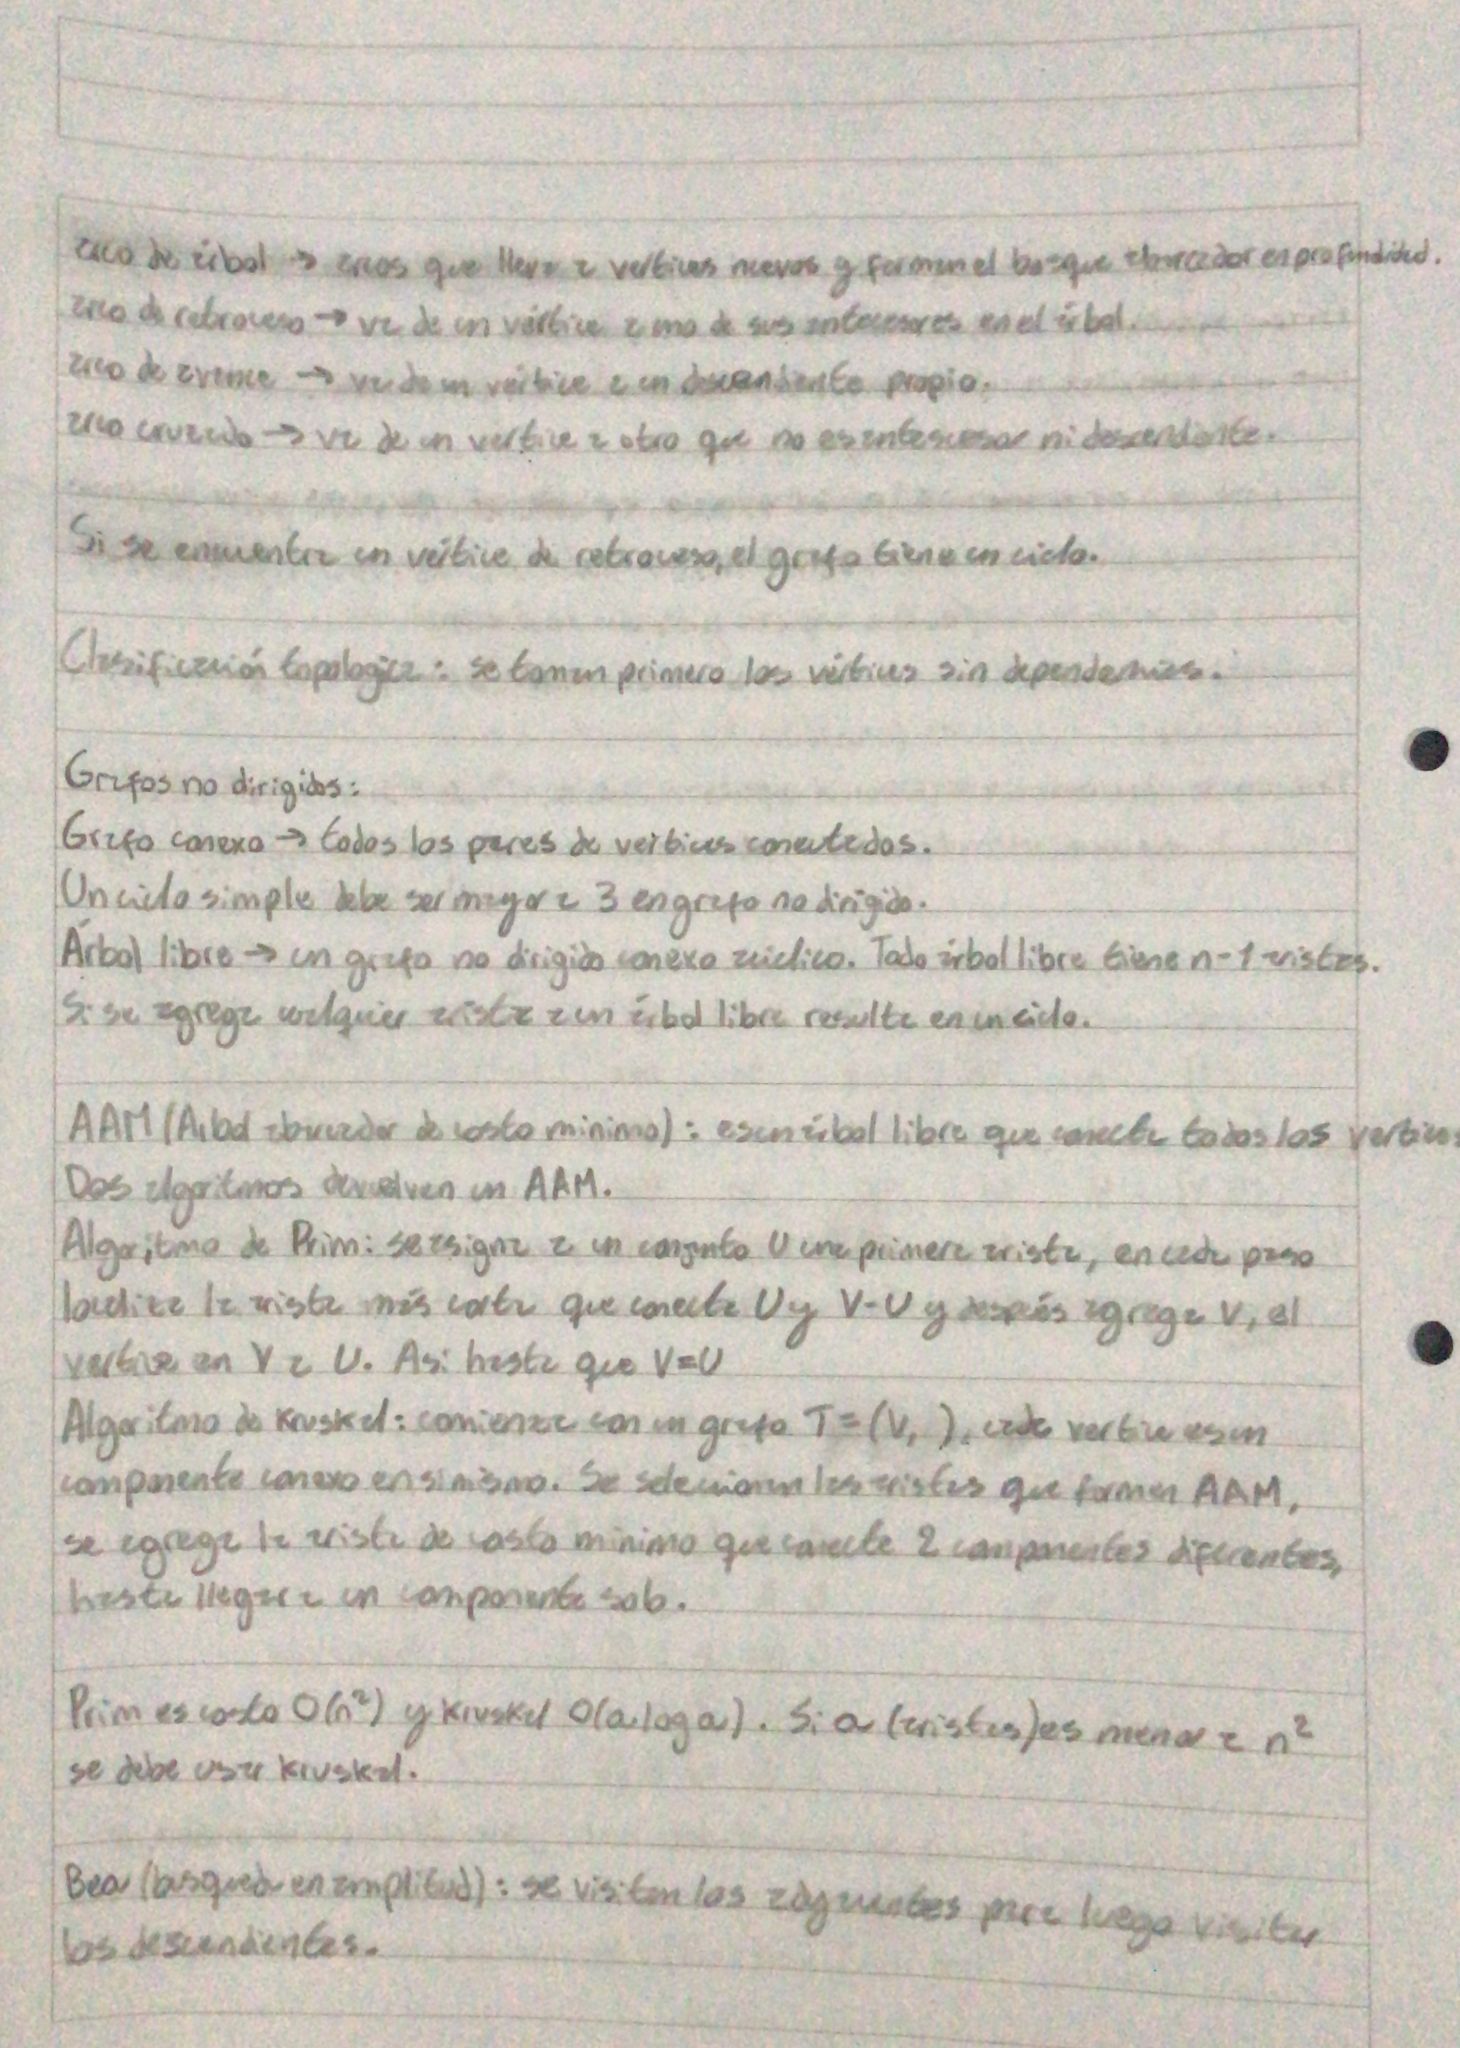 arco de árbol → arcos que lleva a vertices nuevos y forman el bosque abarcador en profundidad.
arco de retroceso → va de un vértice a uno de sus antecesores en el árbol.
arco de avance → va de un vértice a un descendiente propio.
arco cruzado → va de un vertice a otro que no es antescesor ni descendiente.
Si se encuentra un vértice de retroceso, el grafo tiene un ciclo.
Clasificación topologica: se toman primero los vértices sin dependencias.
Grafos no dirigidos:
Grafo conexo → todos los pares de vértices conectados.
Un ciclo simple debe ser mayor a 3 en grafo no dirigido.
Árbol libre → un grafo no dirigido conexo acíclico. Todo árbol libre tiene n-1 aristas.
Si se agrega cualquier arista a un árbol libre resulta en un ciclo.
AAM (Arbol abarcador de costo minimo): es un árbol libre que conecta todos los vertices
Dos algoritmos devuelven un AAM.
Algoritmo de Prim: se asigna a un conjunto U una primera arista, en cada paso
localiza la arista más corta que conecta U y V-U y después agrega V, el
vertice en V a U. Asi hasta que V=U
Algoritmo de Kruskal: comienza con un grafo T=(V, ), cada vertice es un
componente conexo en si mismo. Se seleccionan las aristas que forman AAM,
se agrega la arista de costo minimo que conecte 2 componentes diferentes,
hasta llegar a un componente solo.
Prim es costo O(n²) y Kruskal O(a log a). Si a (aristas) es menor a n²
se debe usar Kruskal.
Bea (busqueda en amplitud): se visitan los adyacentes para luego visitar
los descendientes.